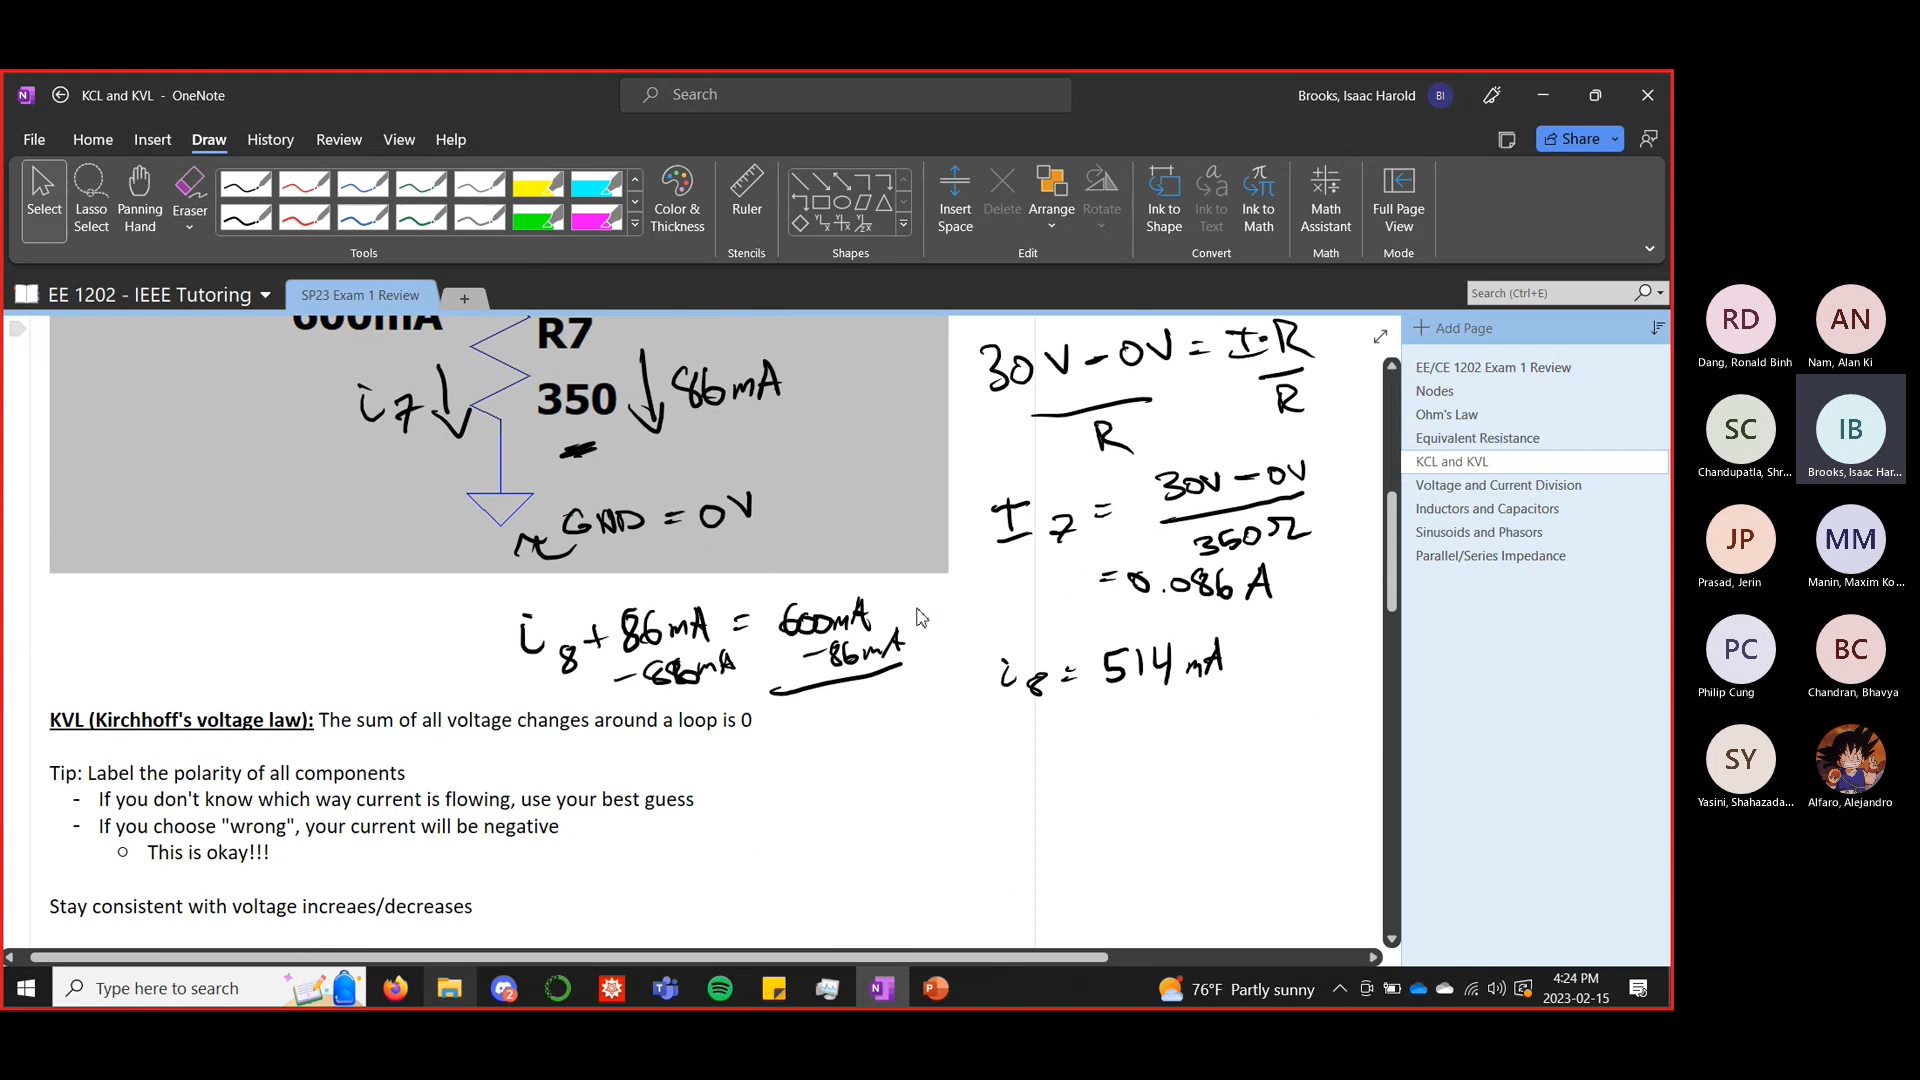 KCL and KVL - OneNote
Search
Brooks, Isaac Harold
BI
File Home Insert Draw History Review View Help
Share
Select
Lasso Select
Panning Hand
Eraser
Color & Thickness
Ruler
Insert Space
Delete
Arrange
Rotate
Ink to Shape
Ink to Text
Ink to Math
Math Assistant
Full Page View
Tools
Stencils
Shapes
Edit
Convert
Math
Mode
EE 1202 - IEEE Tutoring
SP23 Exam 1 Review
Search (Ctrl+E)
Add Page
EE/CE 1202 Exam 1 Review
Nodes
Ohm's Law
Equivalent Resistance
KCL and KVL
Voltage and Current Division
Inductors and Capacitors
Sinusoids and Phasors
Parallel/Series Impedance
600mA
R7
350
i7
86mA
GND = 0V
30V - 0V = I·R
R
R
I7 = 30V - 0V
350Ω
= 0.086 A
i8 + 86mA = 600mA
-86mA
i8 = 514 mA
KVL (Kirchhoff's voltage law): The sum of all voltage changes around a loop is 0
Tip: Label the polarity of all components
- If you don't know which way current is flowing, use your best guess
- If you choose "wrong", your current will be negative
o This is okay!!!
Stay consistent with voltage increaes/decreases
Type here to search
76°F Partly sunny
4:24 PM
2023-02-15
RD
Dang, Ronald Binh
AN
Nam, Alan Ki
SC
Chandupatla, Shr...
IB
Brooks, Isaac Har...
JP
Prasad, Jerin
MM
Manin, Maxim Ko...
PC
Philip Cung
BC
Chandran, Bhavya
SY
Yasini, Shahazada...
Alfaro, Alejandro